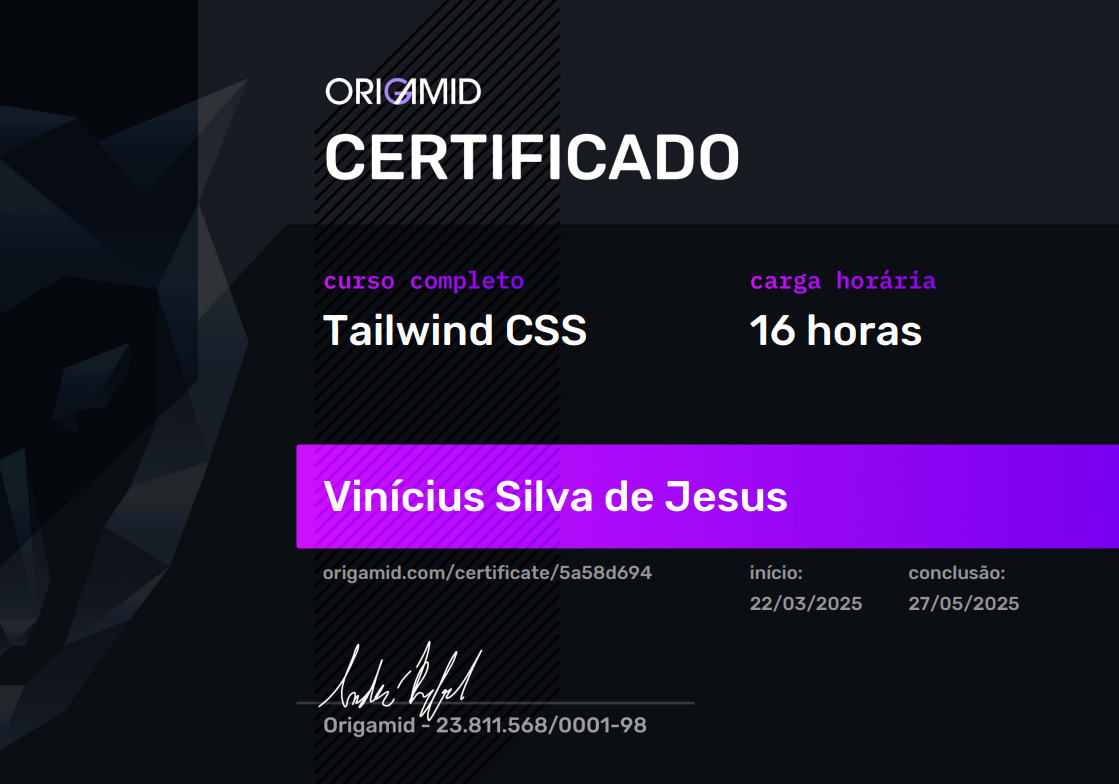 ORIGAMID
CERTIFICADO
curso completo
Tailwind CSS
carga horária
16 horas
Vinícius Silva de Jesus
origamid.com/certificate/5a58d694
início:
22/03/2025
conclusão:
27/05/2025
Origamid - 23.811.568/0001-98